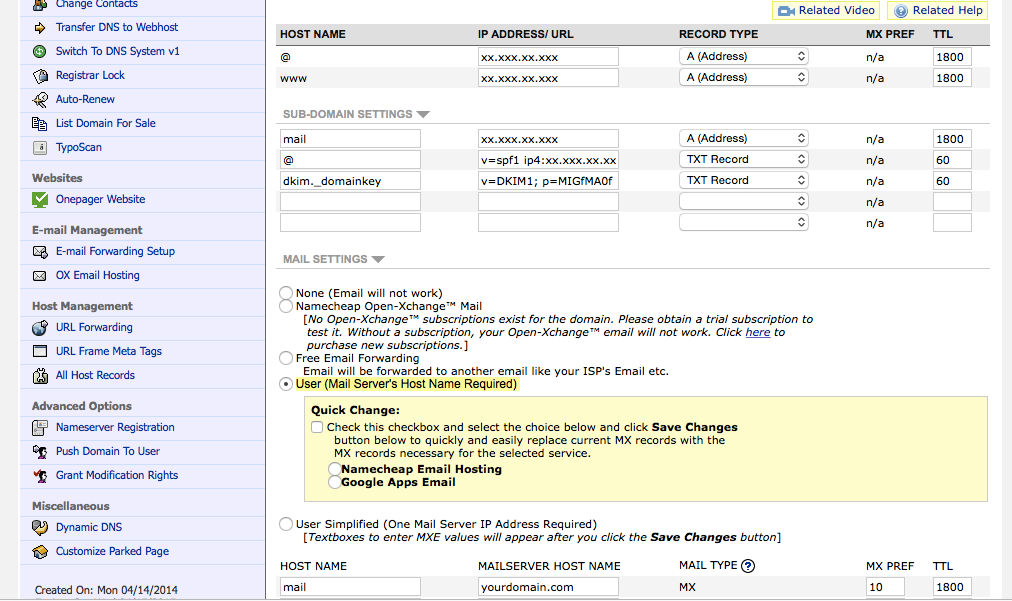 Change Contacts
Transfer DNS to Webhost
Switch To DNS System v1
Registrar Lock
Auto-Renew
List Domain For Sale
TypoScan
Websites
Onepager Website
E-mail Management
E-mail Forwarding Setup
OX Email Hosting
Host Management
URL Forwarding
URL Frame Meta Tags
All Host Records
Advanced Options
Nameserver Registration
Push Domain To User
Grant Modification Rights
Miscellaneous
Dynamic DNS
Customize Parked Page
Created On: Mon 04/14/2014
Related Video Related Help
HOST NAME IP ADDRESS/ URL RECORD TYPE MX PREF TTL
@ xx.xxx.xx.xxx A (Address) n/a 1800
www xx.xxx.xx.xxx A (Address) n/a 1800
SUB-DOMAIN SETTINGS
mail xx.xxx.xx.xxx A (Address) n/a 1800
@ v=spf1 ip4:xx.xxx.xx.xx TXT Record n/a 60
dkim._domainkey v=DKIM1; p=MIGfMA0f TXT Record n/a 60
n/a
n/a
MAIL SETTINGS
None (Email will not work)
Namecheap Open-Xchange™ Mail
[No Open-Xchange™ subscriptions exist for the domain. Please obtain a trial subscription to
test it. Without a subscription, your Open-Xchange™ email will not work. Click here to
purchase new subscriptions.]
Free Email Forwarding
Email will be forwarded to another email like your ISP's Email etc.
User (Mail Server's Host Name Required)
Quick Change:
Check this checkbox and select the choice below and click Save Changes
button below to quickly and easily replace current MX records with the
MX records necessary for the selected service.
Namecheap Email Hosting
Google Apps Email
User Simplified (One Mail Server IP Address Required)
[Textboxes to enter MXE values will appear after you click the Save Changes button]
HOST NAME MAILSERVER HOST NAME MAIL TYPE ? MX PREF TTL
mail yourdomain.com MX 10 1800